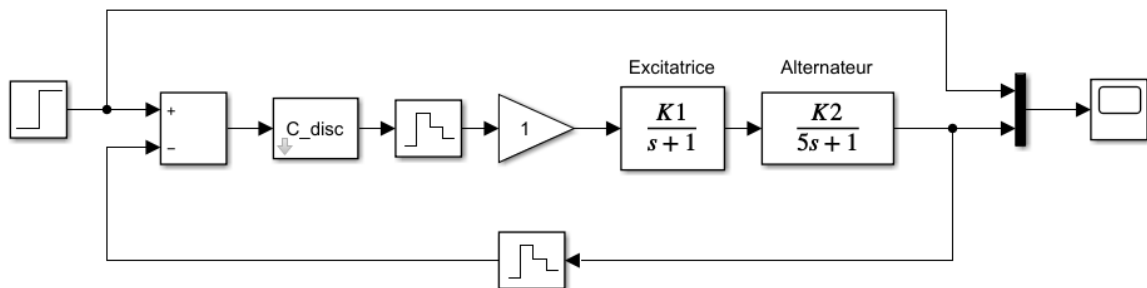 Excitatrice
Alternateur
+
−
C_disc
1
K1
s + 1
K2
5s + 1